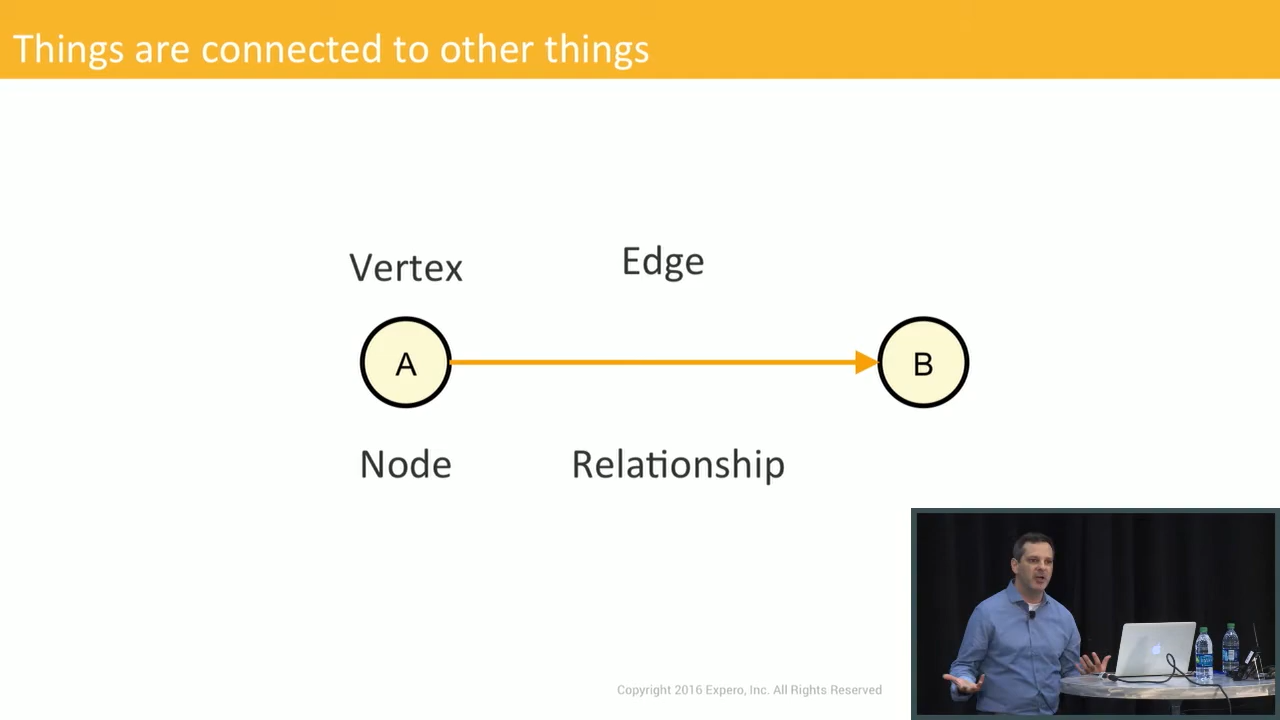 Things are connected to other things
Vertex
Edge
A
B
Node
Relationship
Copyright 2016 Expero, Inc. All Rights Reserved